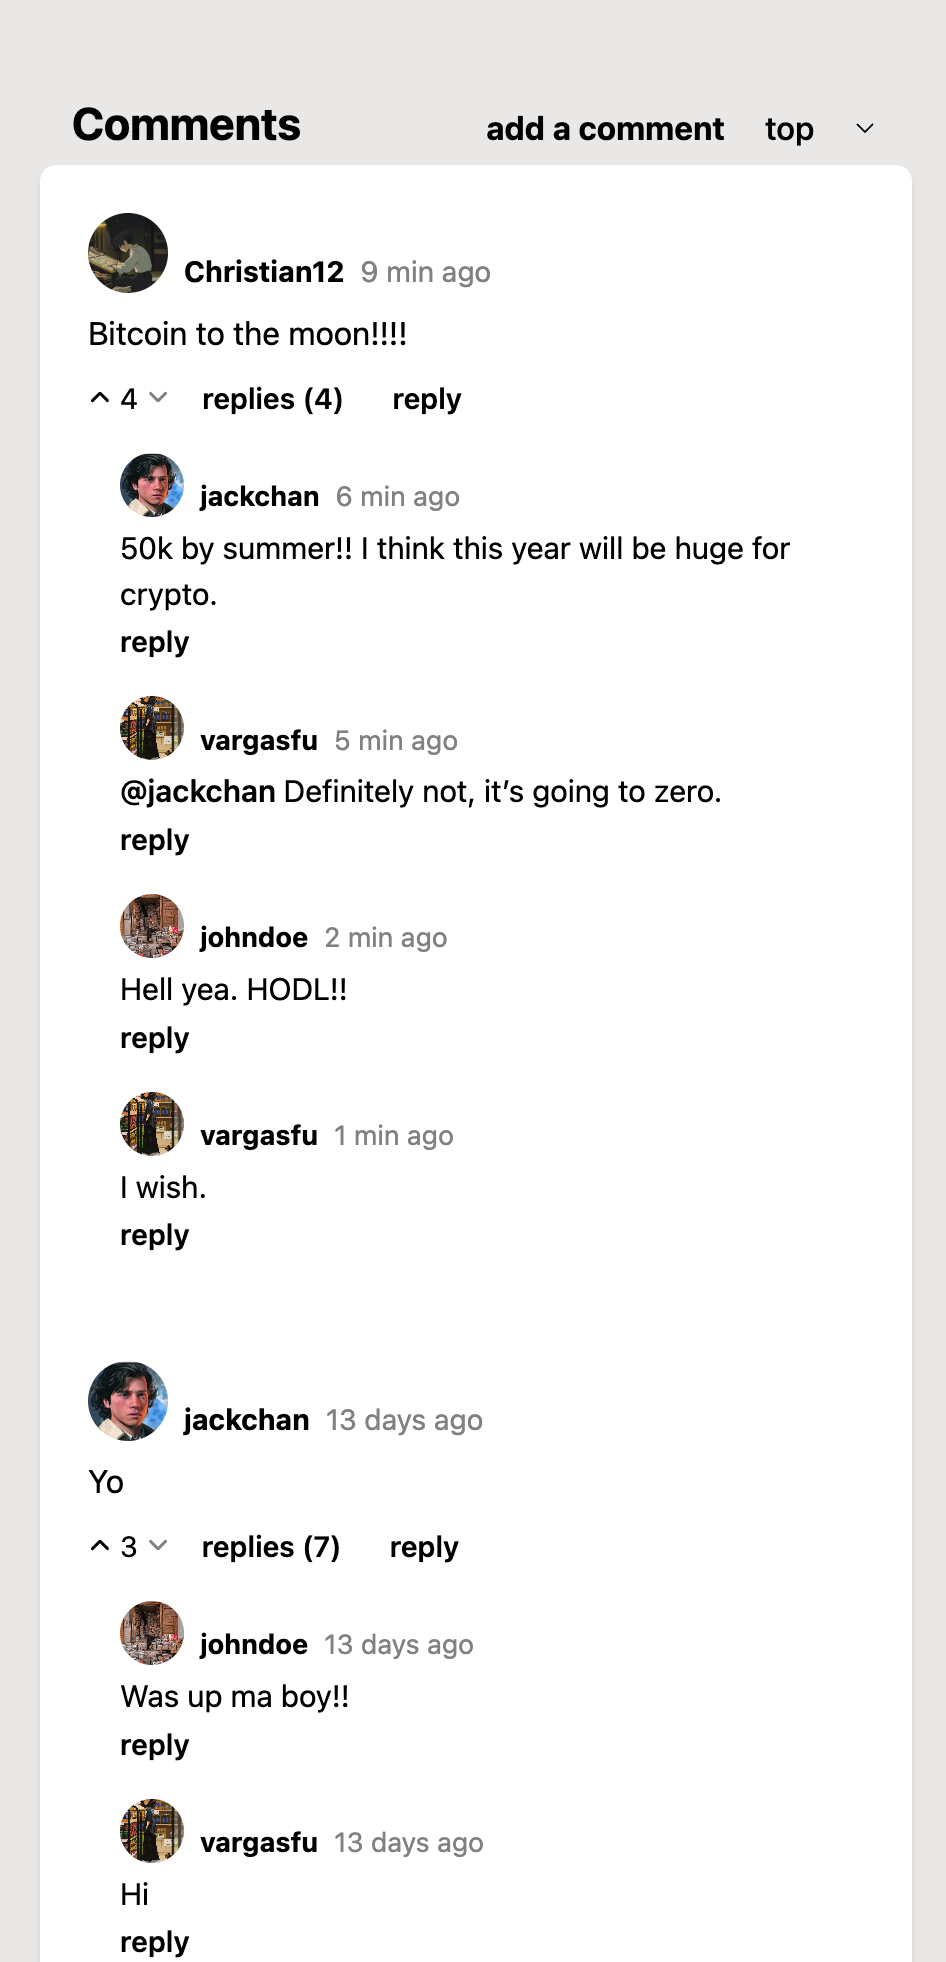 Comments
add a comment top
Christian12 9 min ago
Bitcoin to the moon!!!!
4 replies (4) reply
jackchan 6 min ago
50k by summer!! I think this year will be huge for
crypto.
reply
vargasfu 5 min ago
@jackchan Definitely not, it’s going to zero.
reply
johndoe 2 min ago
Hell yea. HODL!!
reply
vargasfu 1 min ago
I wish.
reply
jackchan 13 days ago
Yo
3 replies (7) reply
johndoe 13 days ago
Was up ma boy!!
reply
vargasfu 13 days ago
Hi
reply